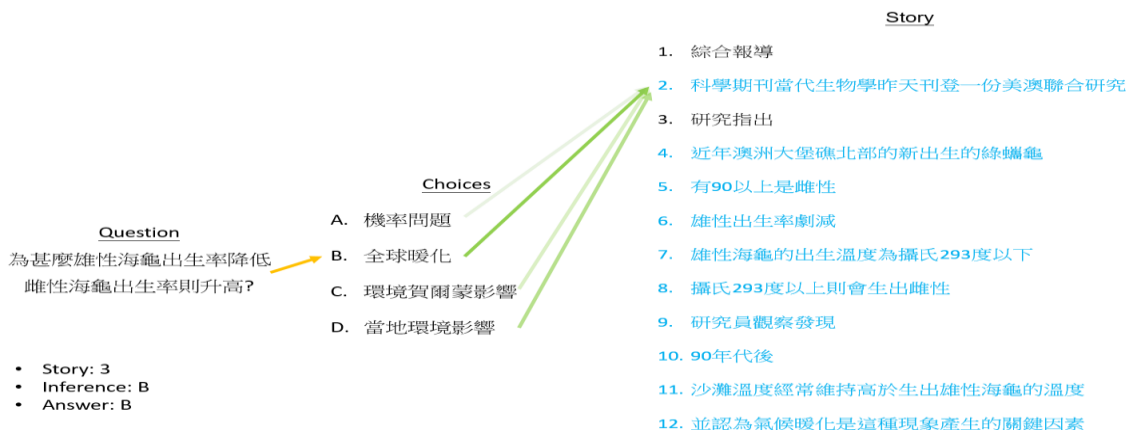 Question
為甚麼雄性海龜出生率降低
雌性海龜出生率則升高?
• Story: 3
• Inference: B
• Answer: B
Choices
A. 機率問題
B. 全球暖化
C. 環境賀爾蒙影響
D. 當地環境影響
Story
1. 綜合報導
2. 科學期刊當代生物學昨天刊登一份美澳聯合研究
3. 研究指出
4. 近年澳洲大堡礁北部的新出生的綠蠵龜
5. 有90以上是雌性
6. 雄性出生率劇減
7. 雄性海龜的出生溫度為攝氏293度以下
8. 攝氏293度以上則會生出雌性
9. 研究員觀察發現
10. 90年代後
11. 沙灘溫度經常維持高於生出雄性海龜的溫度
12. 並認為氣候暖化是這種現象產生的關鍵因素